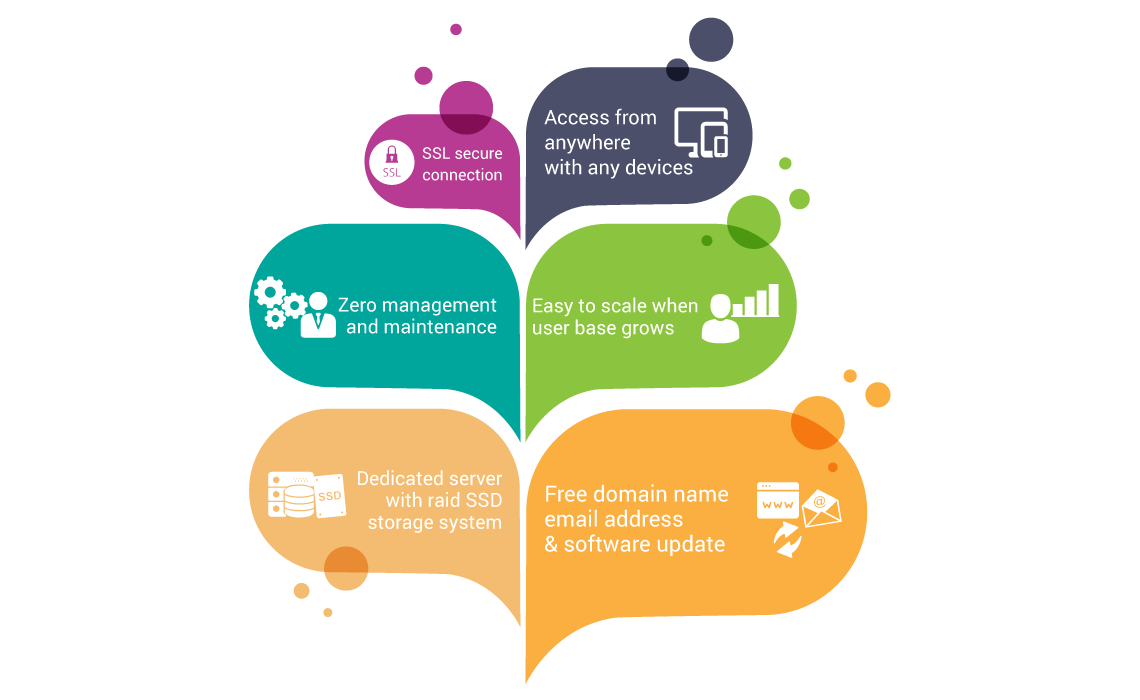 SSL
SSL secure
connection
Access from
anywhere
with any devices
Zero management
and maintenance
Easy to scale when
user base grows
SSD
Dedicated server
with raid SSD
storage system
Free domain name
email address
& software update
www
@